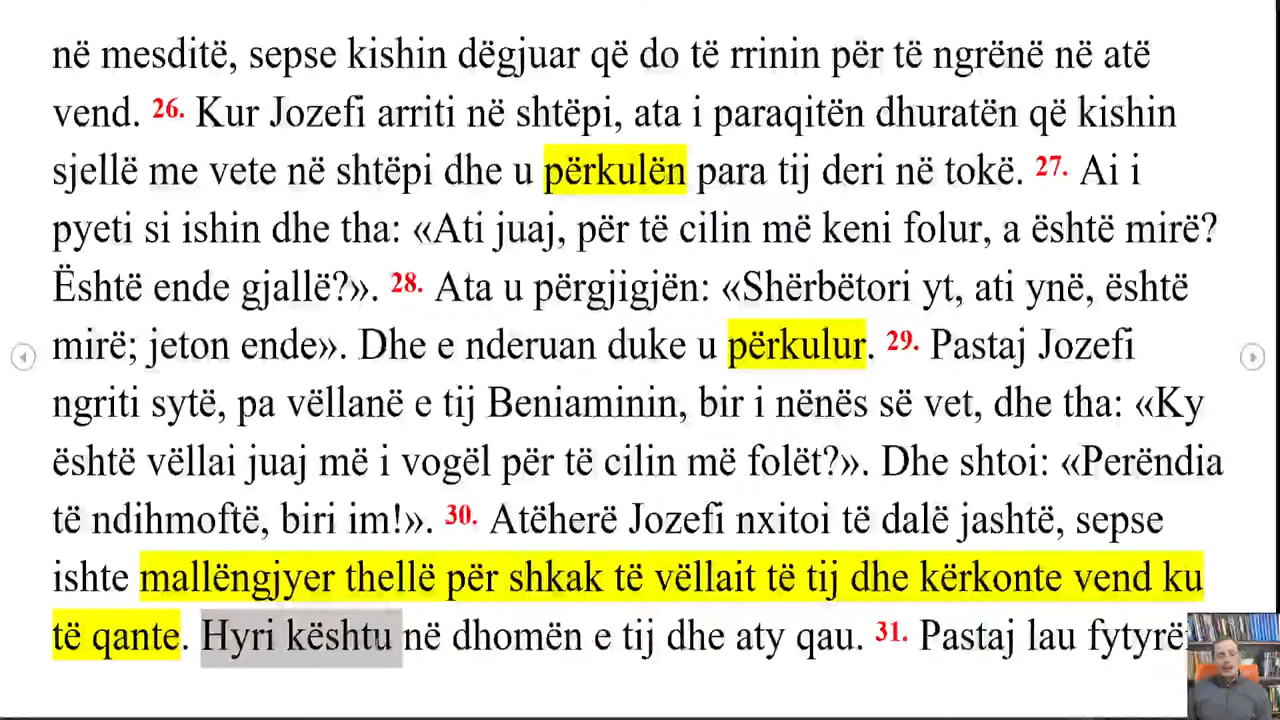 në mesditë, sepse kishin dëgjuar që do të rrinin për të ngrënë në atë
vend. 26. Kur Jozefi arriti në shtëpi, ata i paraqitën dhuratën që kishin
sjellë me vete në shtëpi dhe u përkulën para tij deri në tokë. 27. Ai i
pyeti si ishin dhe tha: «Ati juaj, për të cilin më keni folur, a është mirë?
Është ende gjallë?». 28. Ata u përgjigjën: «Shërbëtori yt, ati ynë, është
mirë; jeton ende». Dhe e nderuan duke u përkulur. 29. Pastaj Jozefi
ngriti sytë, pa vëllanë e tij Beniaminin, bir i nënës së vet, dhe tha: «Ky
është vëllai juaj më i vogël për të cilin më folët?». Dhe shtoi: «Perëndia
të ndihmoftë, biri im!». 30. Atëherë Jozefi nxitoi të dalë jashtë, sepse
ishte mallëngjyer thellë për shkak të vëllait të tij dhe kërkonte vend ku
të qante. Hyri kështu në dhomën e tij dhe aty qau. 31. Pastaj lau